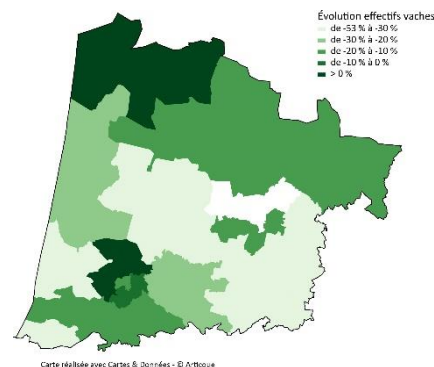 Évolution effectifs vaches
de -53 % à -30 %
de -30 % à -20 %
de -20 % à -10 %
de -10 % à 0 %
> 0 %
Carte réalisée avec Cartes & Données - © Articque